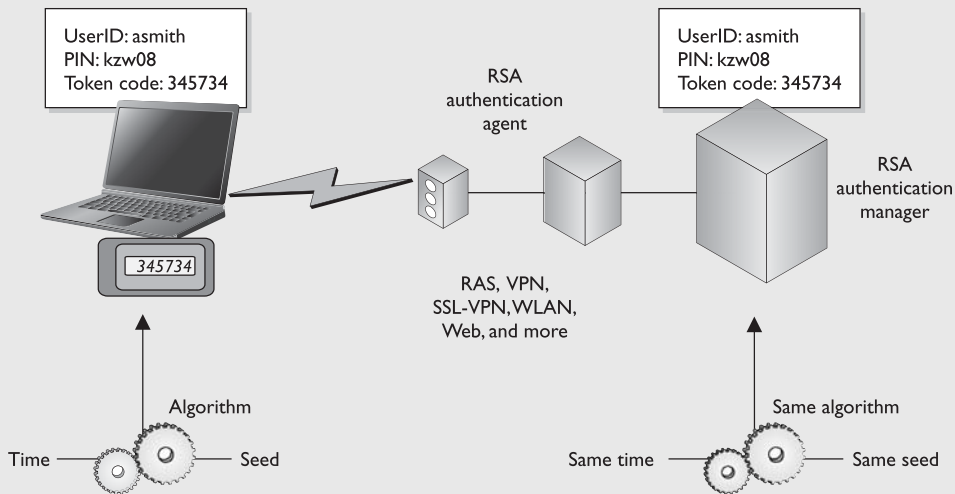 UserID: asmith
PIN: kzw08
Token code: 345734
345734
RSA
authentication
agent
RAS, VPN,
SSL-VPN, WLAN,
Web, and more
UserID: asmith
PIN: kzw08
Token code: 345734
RSA
authentication
manager
Algorithm
Time
Seed
Same algorithm
Same time
Same seed